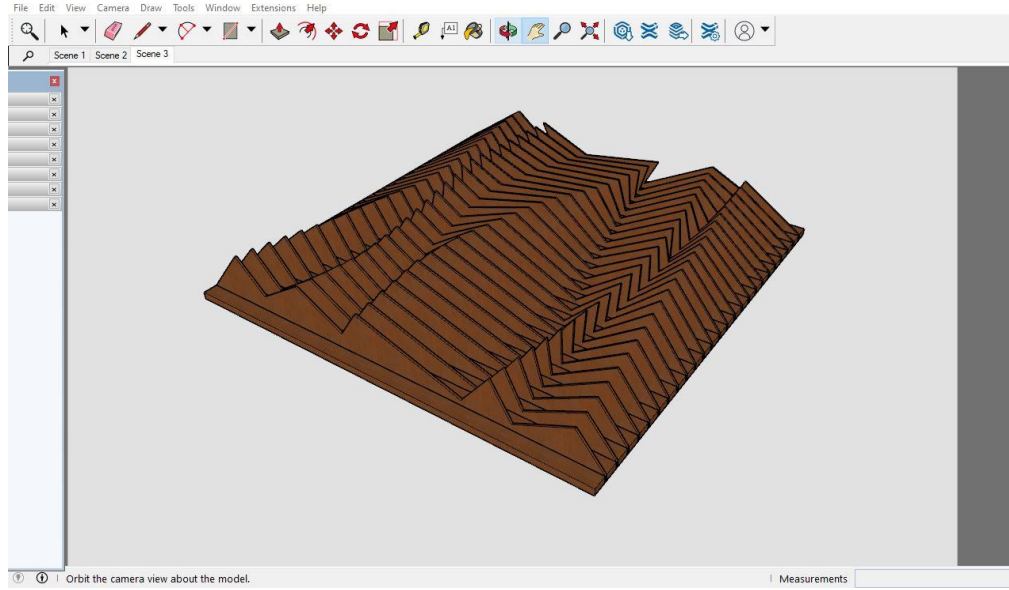 File Edit View Camera Draw Tools Window Extensions Help
A1
Scene 1 Scene 2 Scene 3
Orbit the camera view about the model.
Measurements